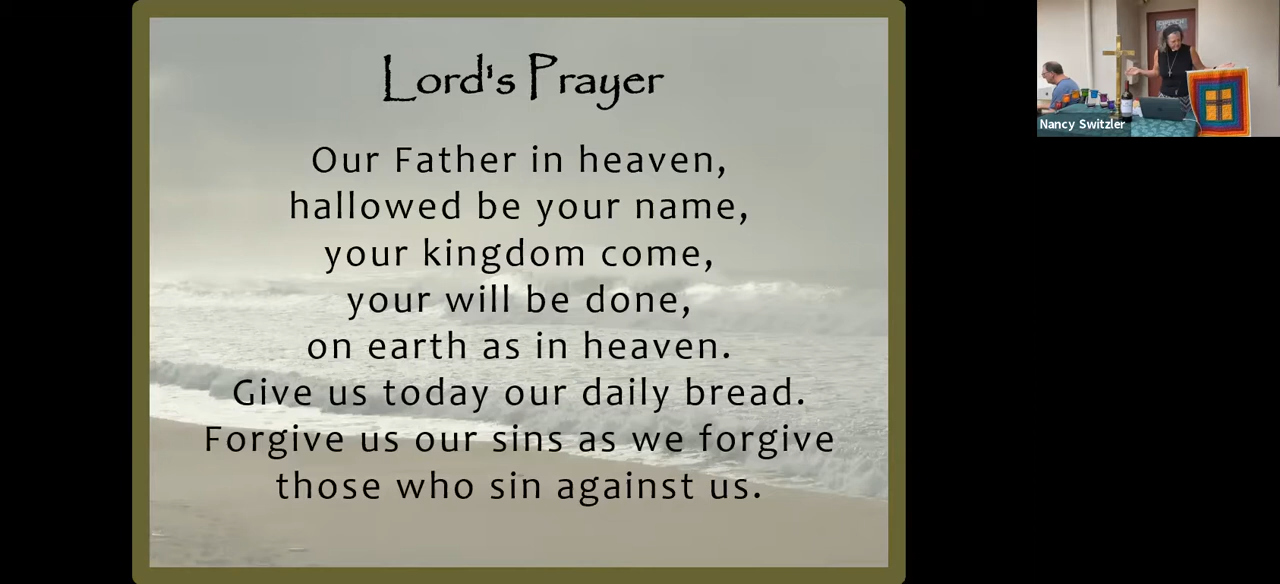 Lord's Prayer
Our Father in heaven,
hallowed be your name,
your kingdom come,
your will be done,
on earth as in heaven.
Give us today our daily bread.
Forgive us our sins as we forgive
those who sin against us.
Nancy Switzler